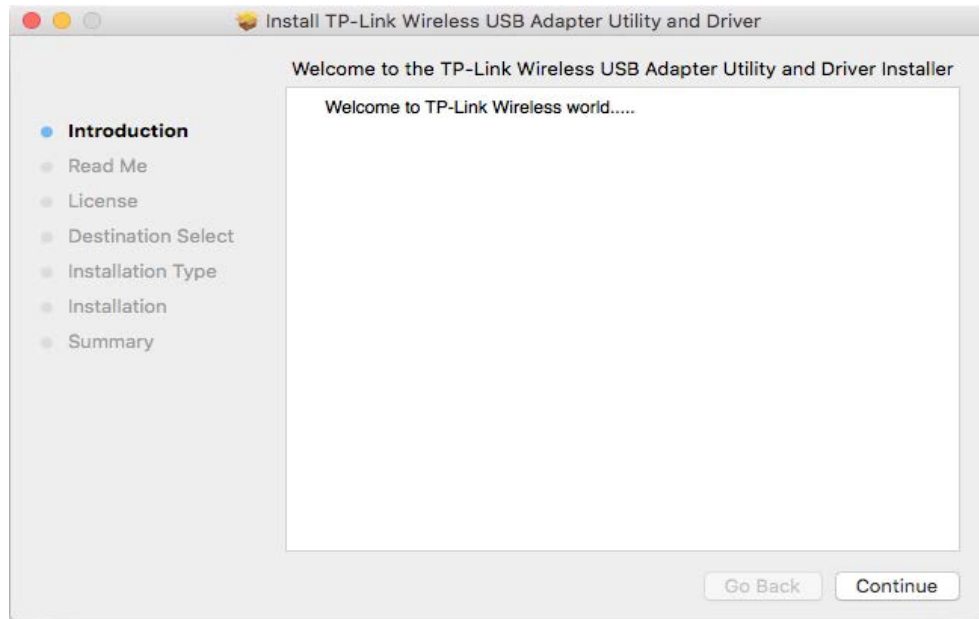 Install TP-Link Wireless USB Adapter Utility and Driver
Welcome to the TP-Link Wireless USB Adapter Utility and Driver Installer
Welcome to TP-Link Wireless world.....
Introduction
Read Me
License
Destination Select
Installation Type
Installation
Summary
Go Back
Continue